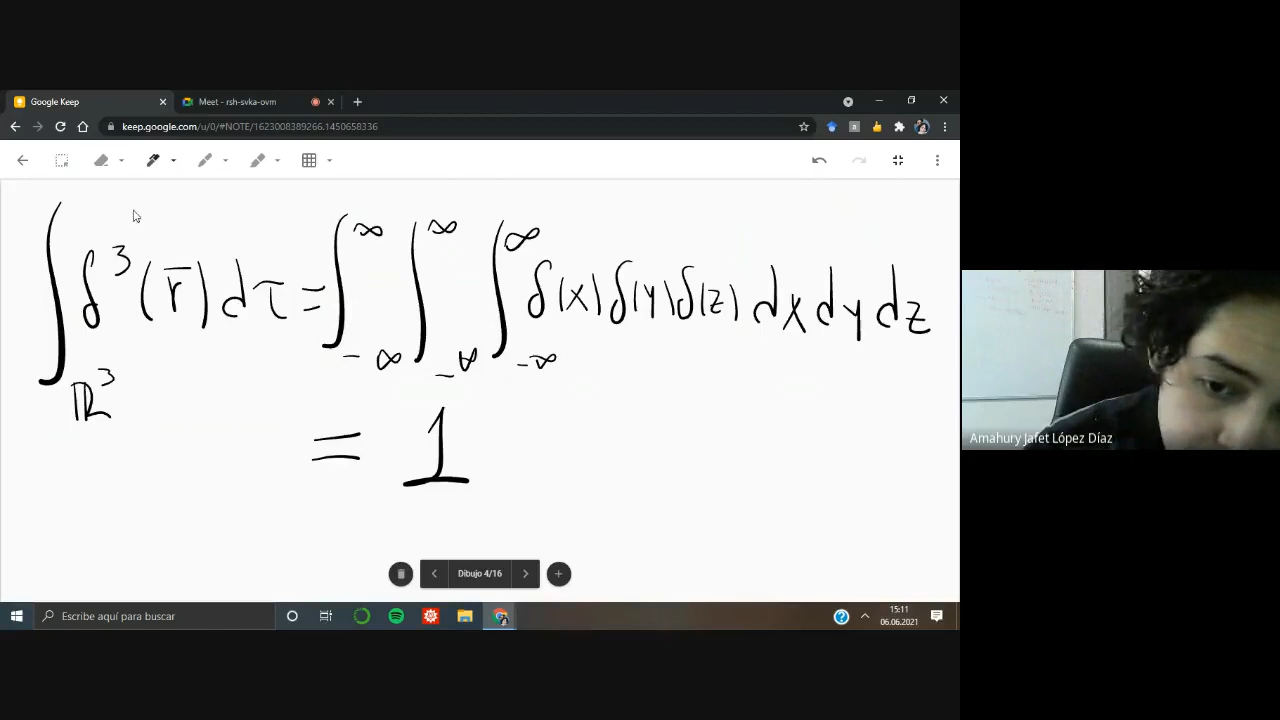 Google Keep
Meet - rsh-svka-ovm
keep.google.com/u/0/#NOTE/1623008389266.1450658336
∫_{ℝ³} δ³(r̄) dτ = ∫_{-∞}^{∞} ∫_{-∞}^{∞} ∫_{-∞}^{∞} δ(x) δ(y) δ(z) dx dy dz
= 1
Amahury Jafet López Díaz
Dibujo 4/16
Escribe aquí para buscar
15:11
06.06.2021